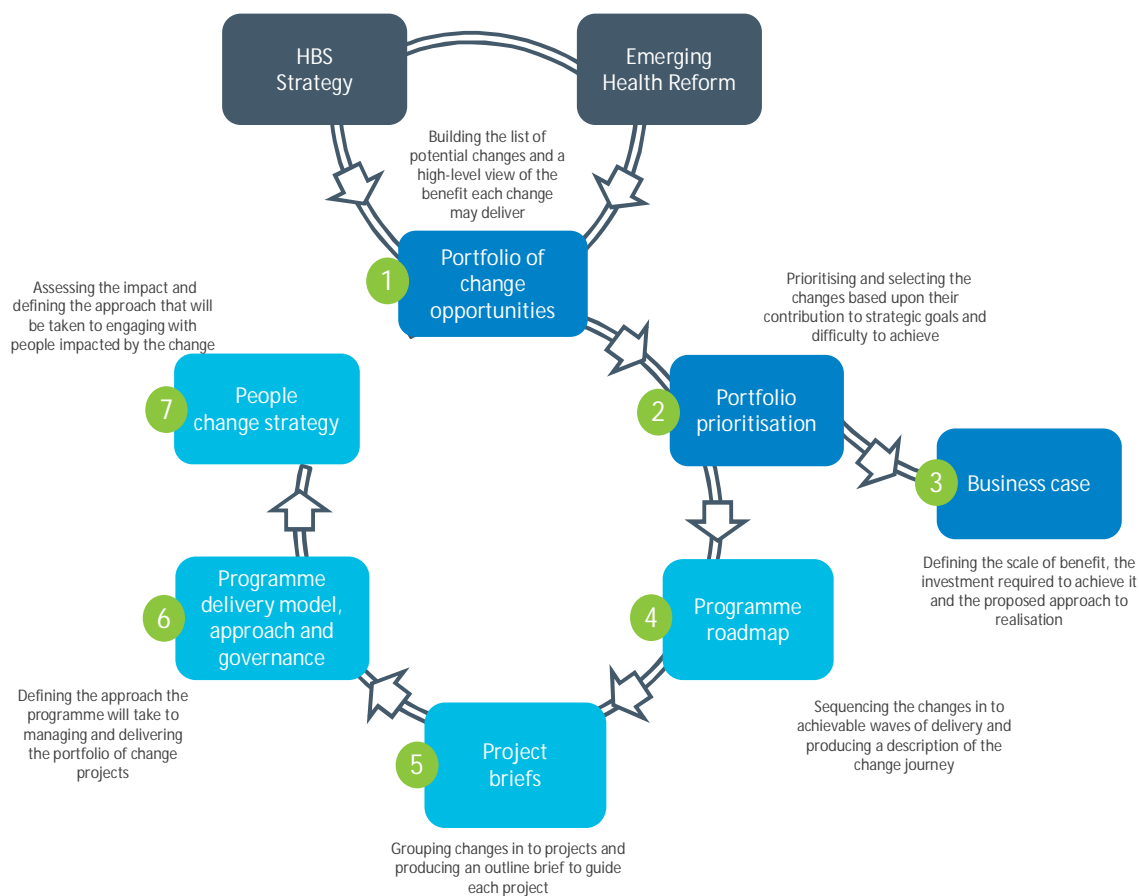 HBS
Strategy
Emerging
Health Reform
Building the list of
potential changes and a
high-level view of the
benefit each change
may deliver
1
Portfolio of
change
opportunities
Prioritising and selecting the
changes based upon their
contribution to strategic goals and
difficulty to achieve
2
Portfolio
prioritisation
3
Business case
Defining the scale of benefit, the
investment required to achieve it
and the proposed approach to
realisation
4
Programme
roadmap
Sequencing the changes in to
achievable waves of delivery and
producing a description of the
change journey
5
Project
briefs
Grouping changes in to projects and
producing an outline brief to guide
each project
6
Programme
delivery model,
approach and
governance
Defining the approach the
programme will take to
managing and delivering
the portfolio of change
projects
Assessing the impact and
defining the approach that will
be taken to engaging with
people impacted by the change
7
People
change strategy